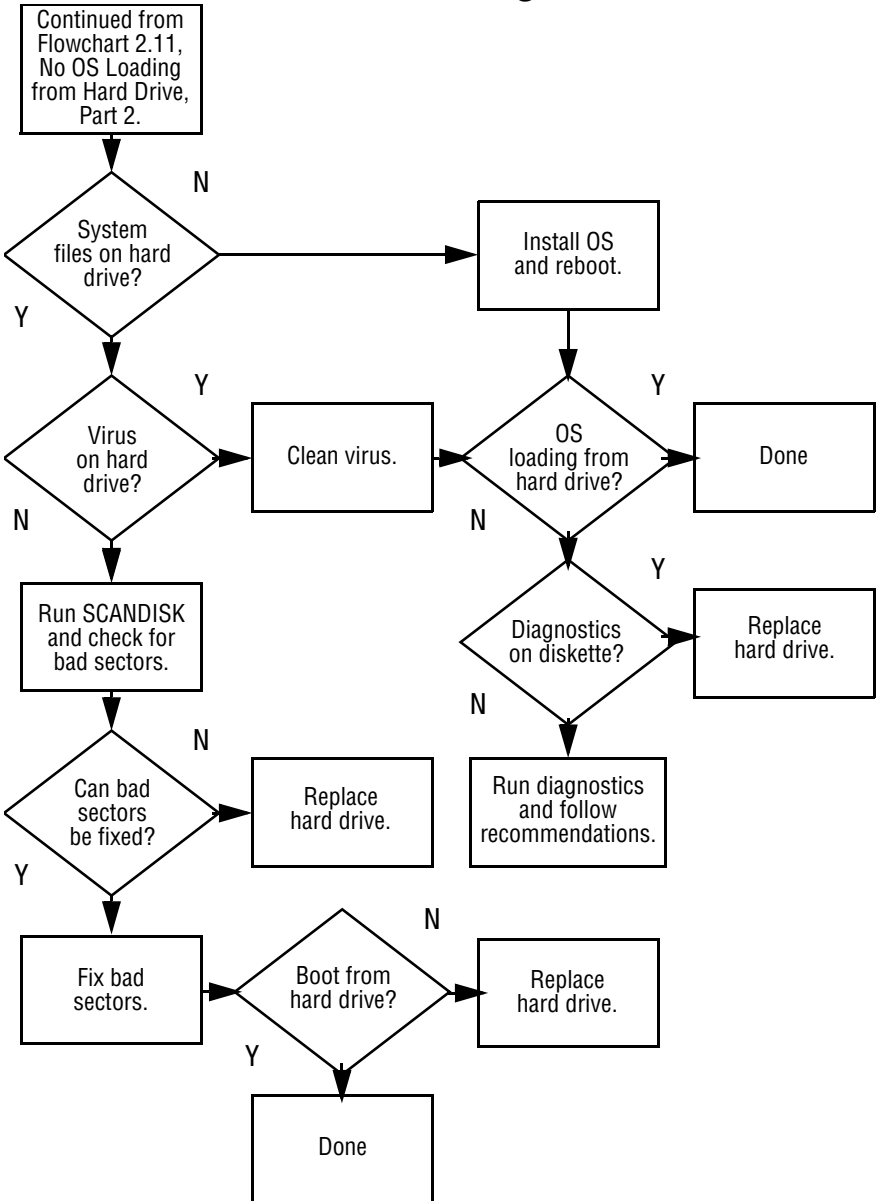 Continued from
Flowchart 2.11,
No OS Loading
from Hard Drive,
Part 2.
N
System
files on hard
drive?
Y
Install OS
and reboot.
Y
Virus
on hard
drive?
N
Clean virus.
Y
OS
loading from
hard drive?
N
Done
Run SCANDISK
and check for
bad sectors.
Y
Diagnostics
on diskette?
N
Replace
hard drive.
N
Can bad
sectors
be fixed?
Y
Replace
hard drive.
Run diagnostics
and follow
recommendations.
Fix bad
sectors.
N
Boot from
hard drive?
Y
Replace
hard drive.
Done